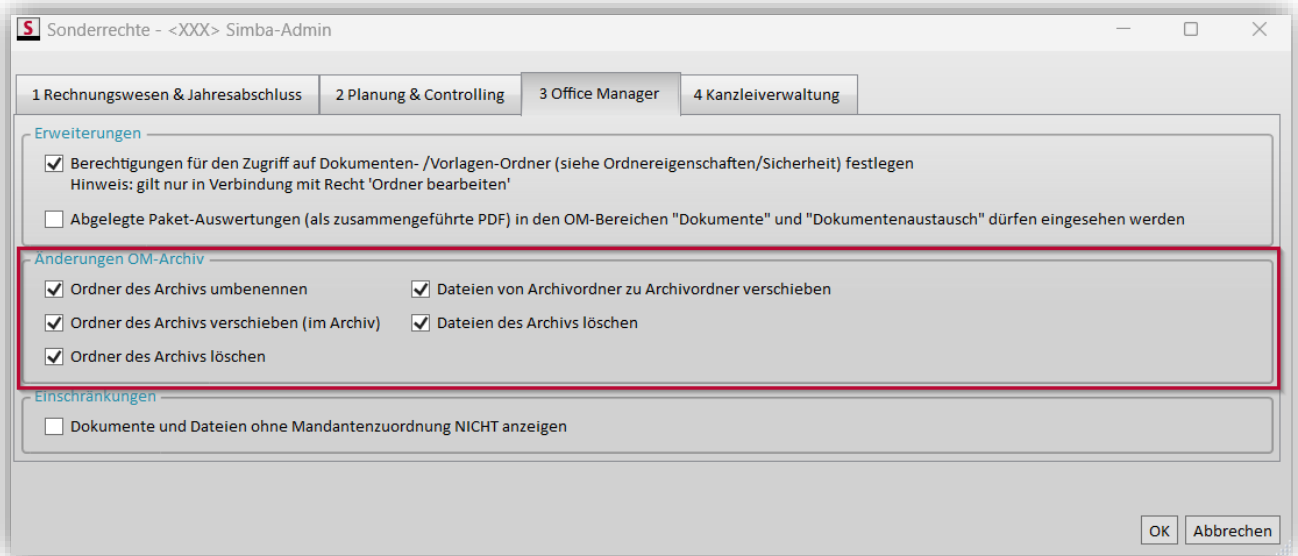 S Sonderrechte - <XXX> Simba-Admin
1 Rechnungswesen & Jahresabschluss 2 Planung & Controlling 3 Office Manager 4 Kanzleiverwaltung
Erweiterungen
Berechtigungen für den Zugriff auf Dokumenten- /Vorlagen-Ordner (siehe Ordnereigenschaften/Sicherheit) festlegen
Hinweis: gilt nur in Verbindung mit Recht 'Ordner bearbeiten'
Abgelegte Paket-Auswertungen (als zusammengeführte PDF) in den OM-Bereichen "Dokumente" und "Dokumentenaustausch" dürfen eingesehen werden
Änderungen OM-Archiv
Ordner des Archivs umbenennen Dateien von Archivordner zu Archivordner verschieben
Ordner des Archivs verschieben (im Archiv) Dateien des Archivs löschen
Ordner des Archivs löschen
Einschränkungen
Dokumente und Dateien ohne Mandantenzuordnung NICHT anzeigen
OK Abbrechen